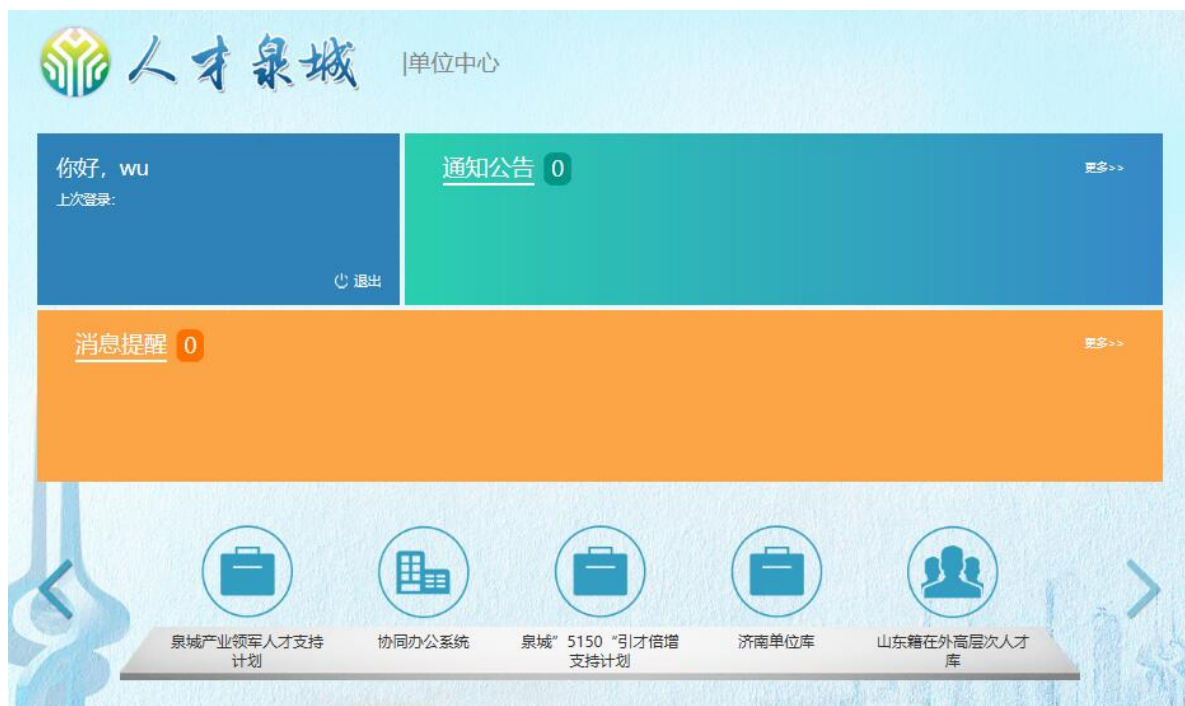 人才泉城
|单位中心
你好，wu
上次登录：
退出
通知公告 0
更多>>
消息提醒 0
更多>>
泉城产业领军人才支持
计划
协同办公系统
泉城”5150“引才倍增
支持计划
济南单位库
山东籍在外高层次人才
库